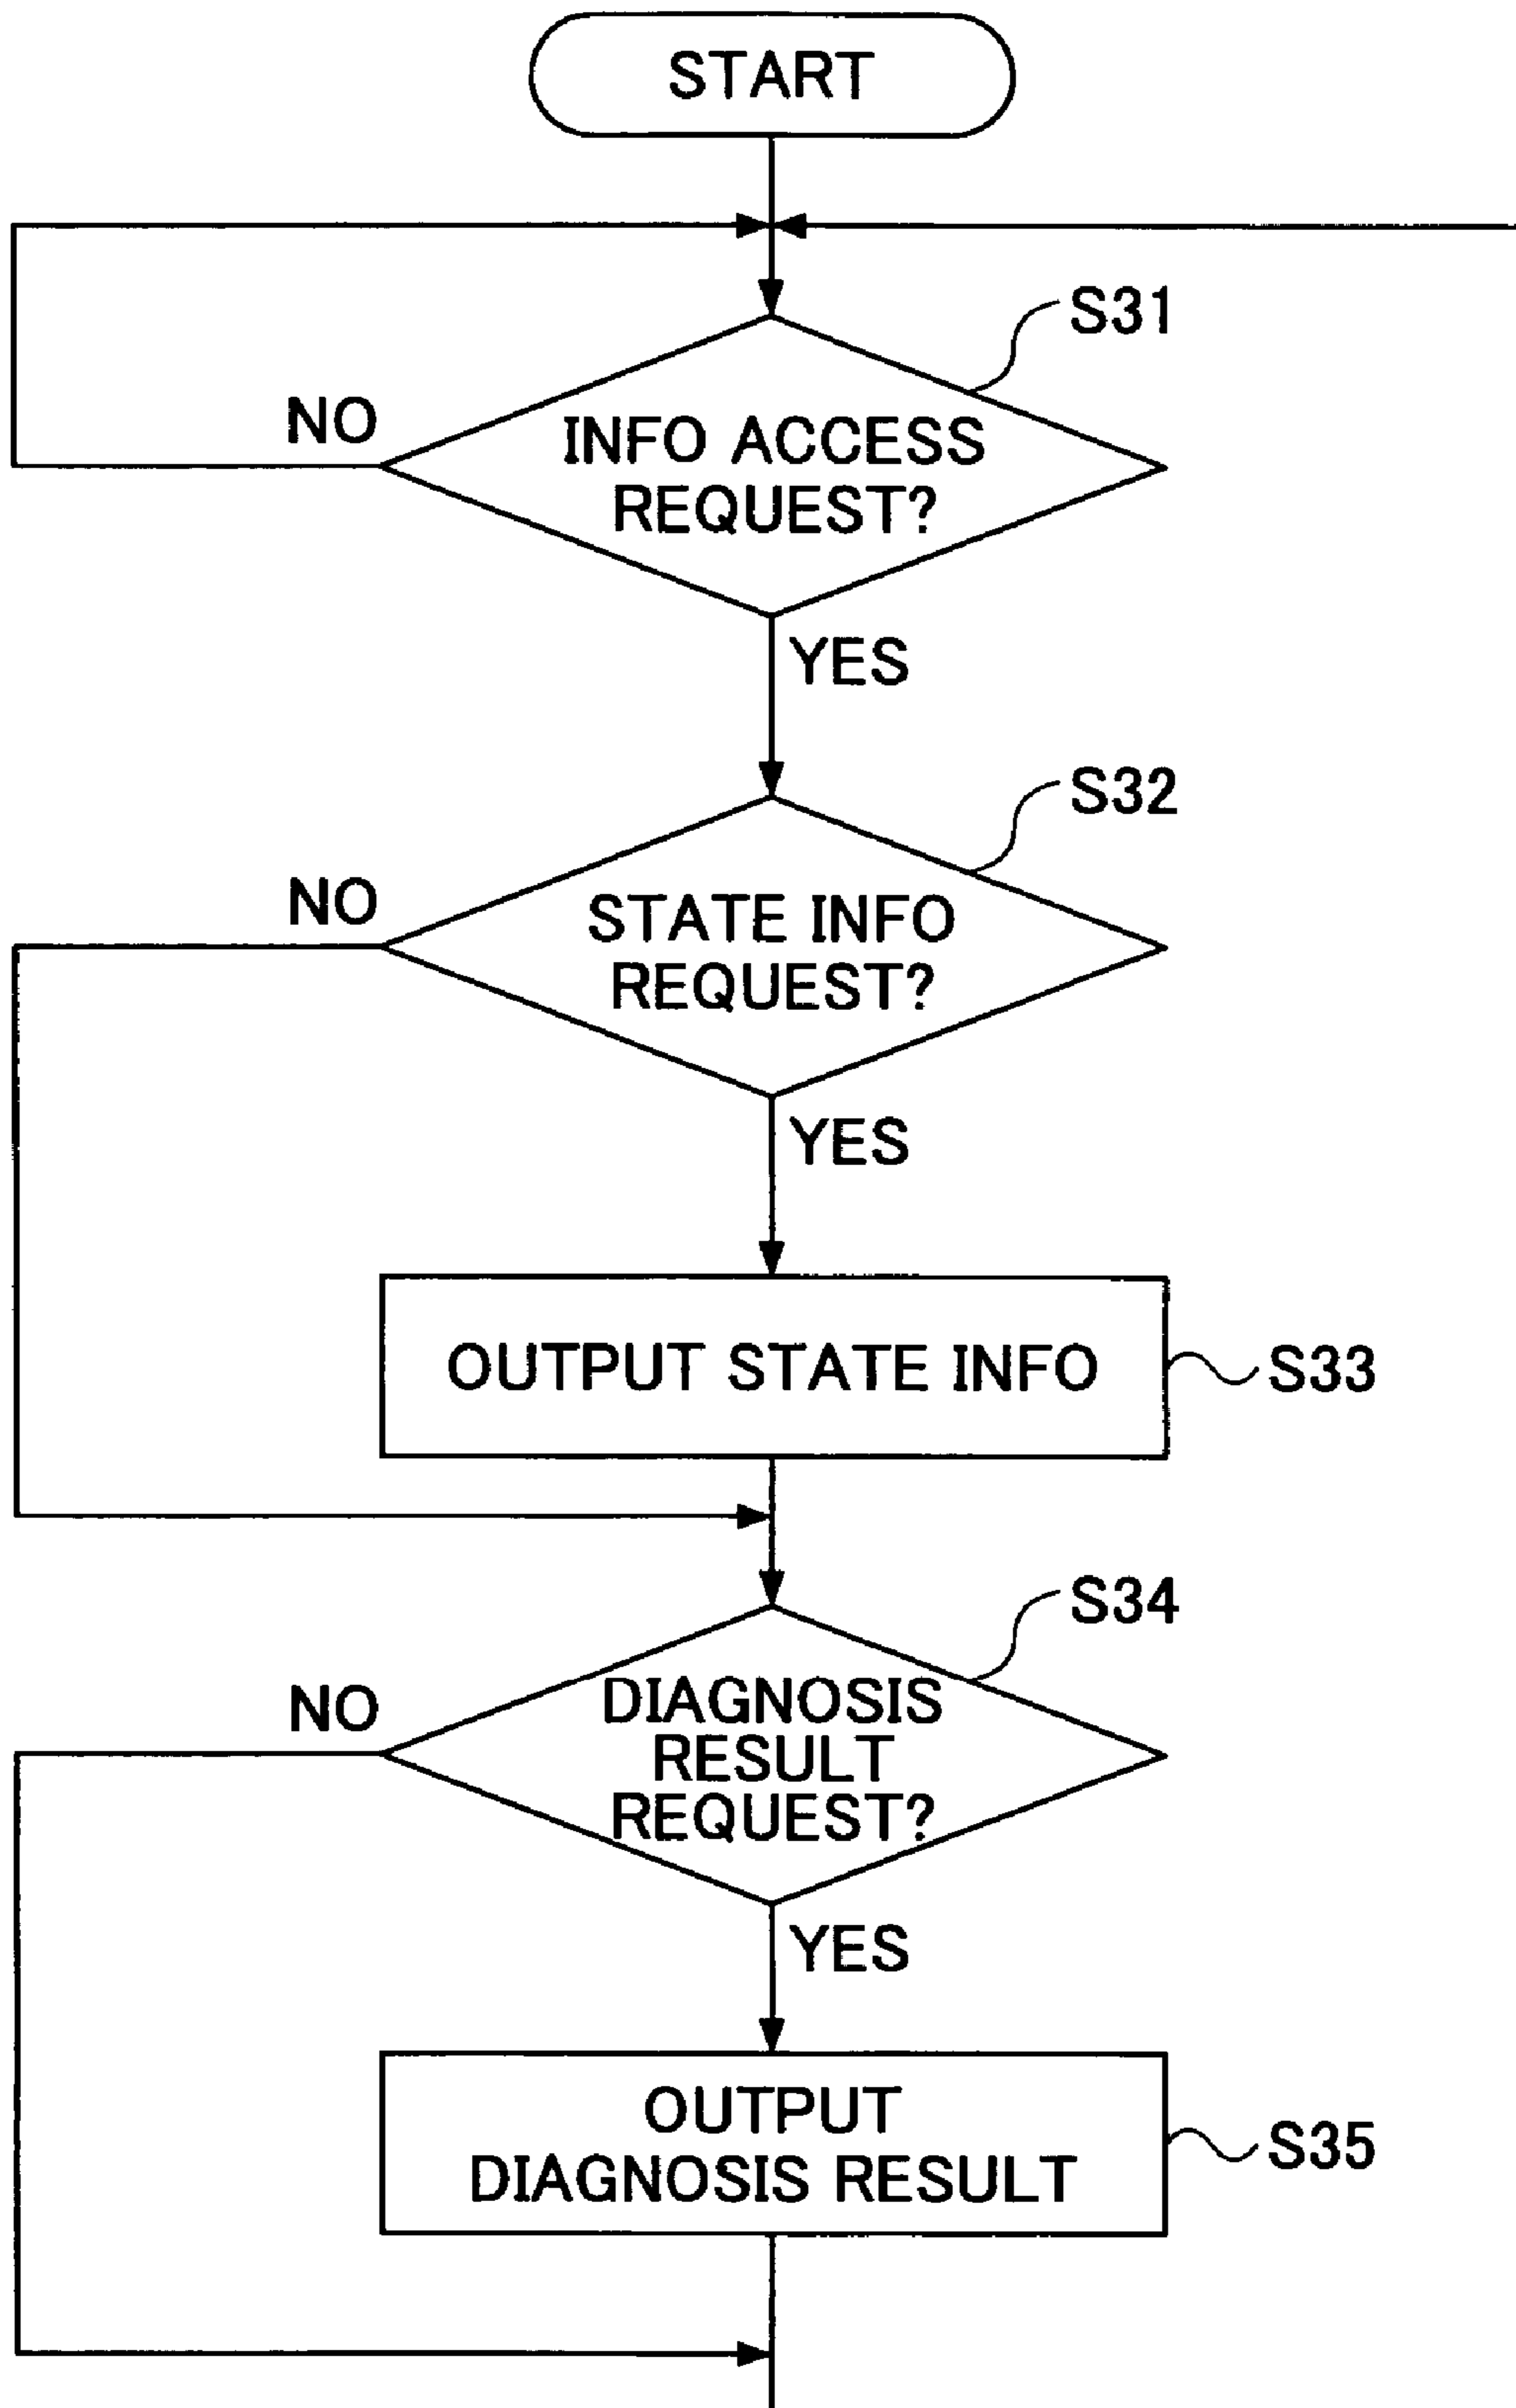 START
S31
NO
INFO ACCESS
REQUEST?
YES
S32
NO
STATE INFO
REQUEST?
YES
OUTPUT STATE INFO
S33
S34
NO
DIAGNOSIS
RESULT
REQUEST?
YES
OUTPUT
DIAGNOSIS RESULT
S35